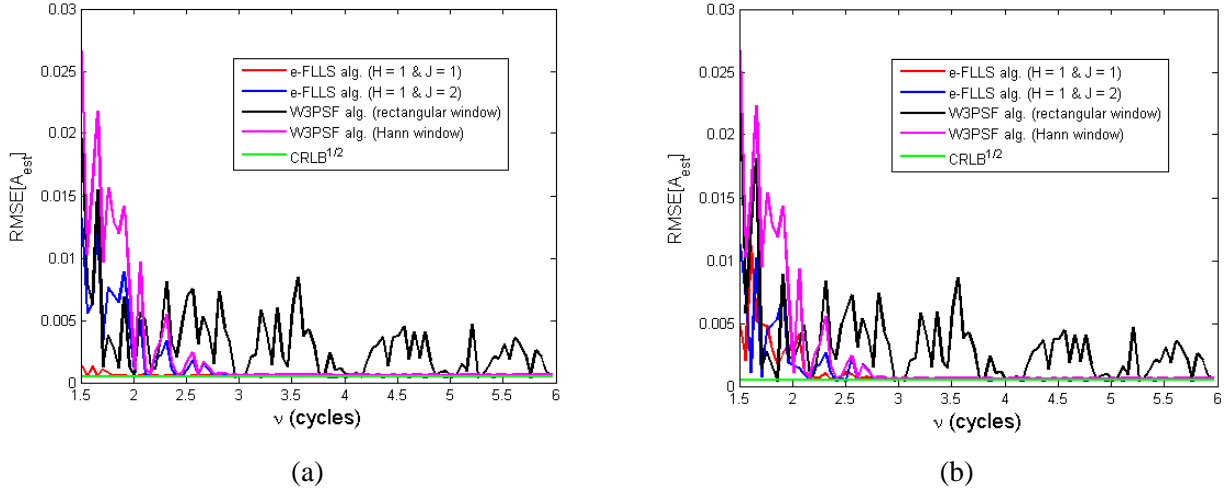 0.03
0.025
0.02
0.015
0.01
0.005
0
RMSE[A_est]
1.5 2 2.5 3 3.5 4 4.5 5 5.5 6
ν (cycles)
e-FLLS alg. (H = 1 & J = 1)
e-FLLS alg. (H = 1 & J = 2)
W3PSF alg. (rectangular window)
W3PSF alg. (Hann window)
CRLB^1/2
(a)
0.03
0.025
0.02
0.015
0.01
0.005
0
RMSE[A_est]
1.5 2 2.5 3 3.5 4 4.5 5 5.5 6
ν (cycles)
e-FLLS alg. (H = 1 & J = 1)
e-FLLS alg. (H = 1 & J = 2)
W3PSF alg. (rectangular window)
W3PSF alg. (Hann window)
CRLB^1/2
(b)